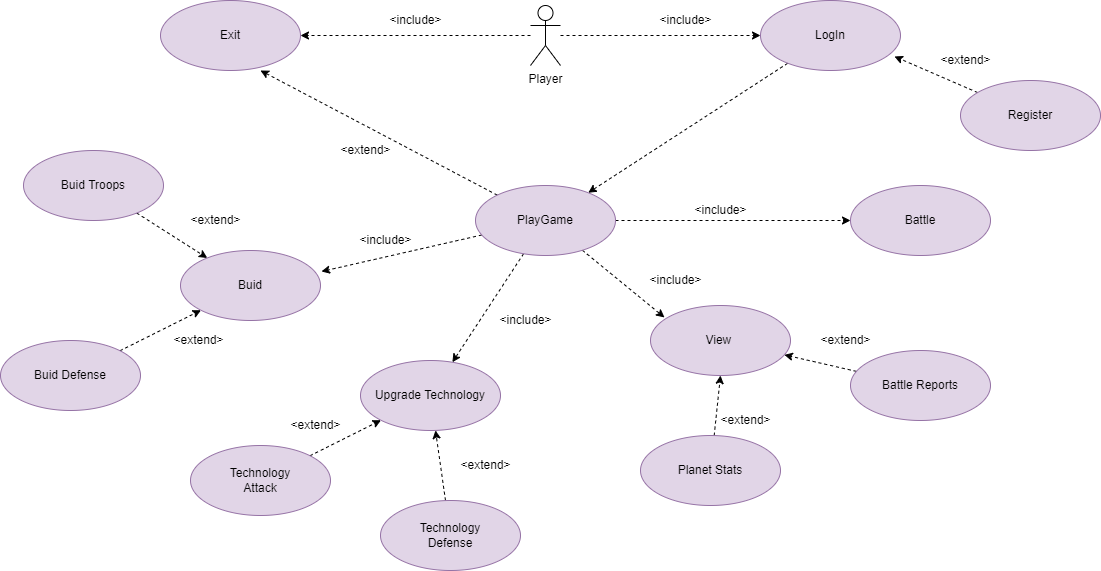 <include>
<include>
Exit
LogIn
<extend>
Player
Register
<extend>
Buid Troops
<extend>
<include>
PlayGame
Battle
<include>
Buid
<include>
<include>
<extend>
View
<extend>
Buid Defense
Battle Reports
Upgrade Technology
<extend>
<extend>
<extend>
Planet Stats
Technology
Attack
Technology
Defense